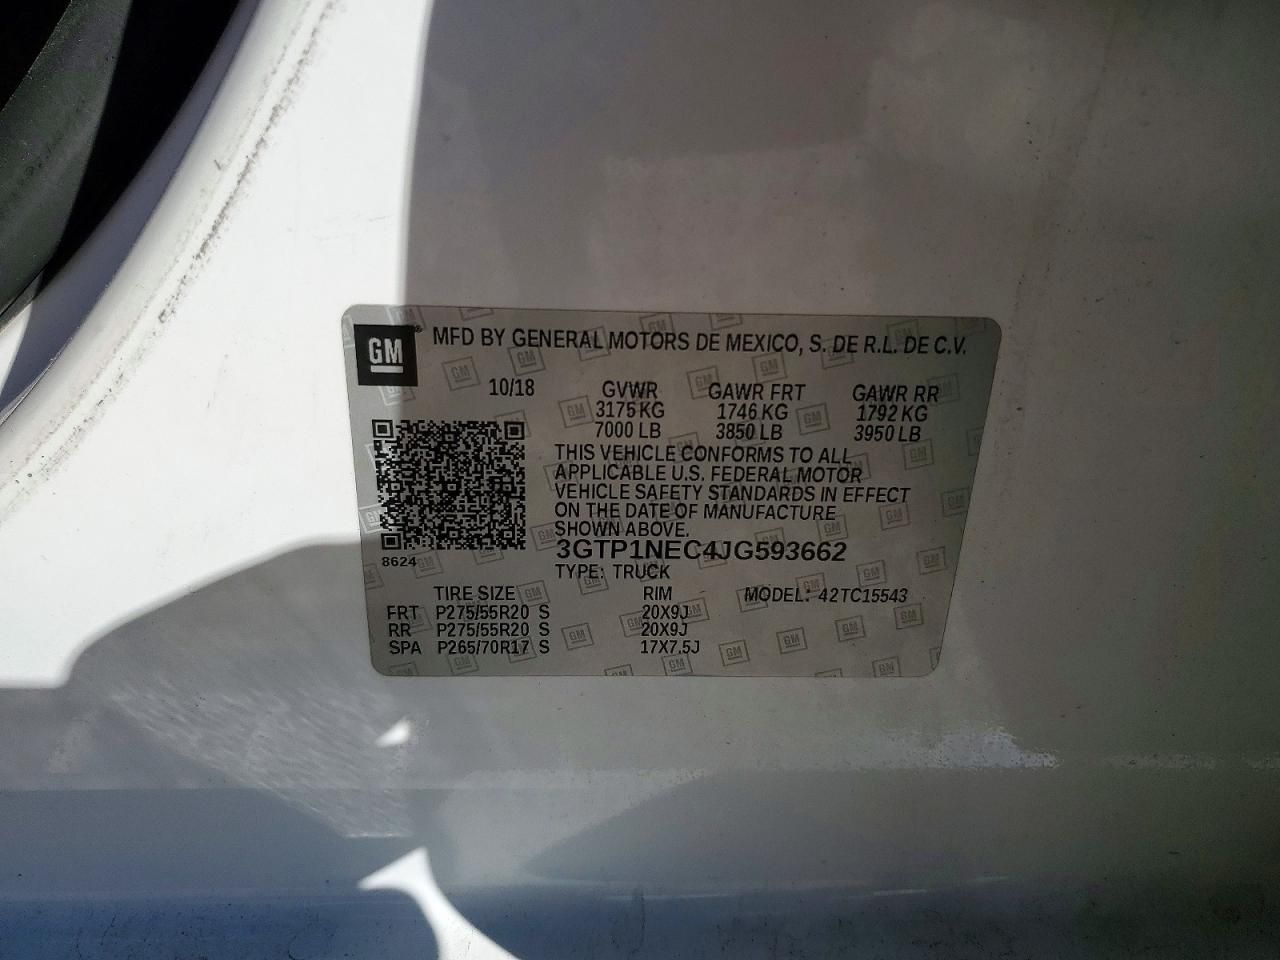 GM
MFD BY GENERAL MOTORS DE MEXICO, S. DE R.L. DE C.V.
10/18 GVWR GAWR FRT GAWR RR
3175 KG 1746 KG 1792 KG
7000 LB 3850 LB 3950 LB
THIS VEHICLE CONFORMS TO ALL
APPLICABLE U.S. FEDERAL MOTOR
VEHICLE SAFETY STANDARDS IN EFFECT
ON THE DATE OF MANUFACTURE
SHOWN ABOVE.
3GTP1NEC4JG593662
8624
TYPE: TRUCK
TIRE SIZE RIM MODEL: 42TC15543
FRT P275/55R20 S 20X9J
RR P275/55R20 S 20X9J
SPA P265/70R17 S 17X7.5J